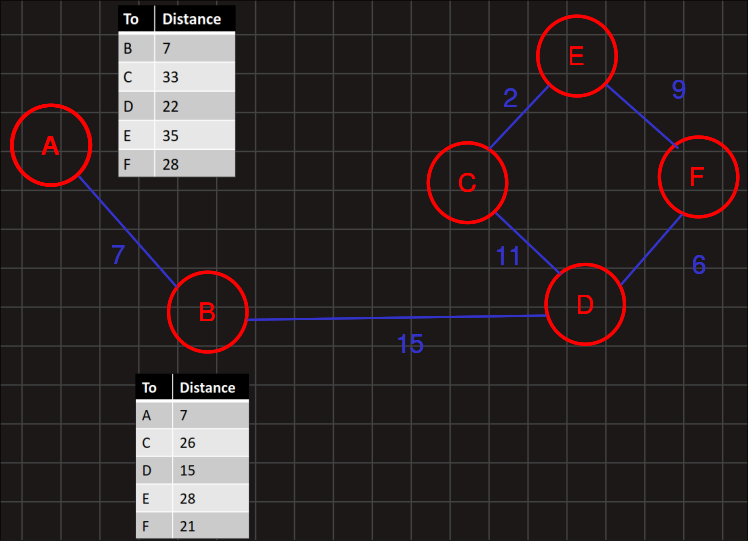 To Distance
B 7
C 33
D 22
E 35
F 28
A
E
2
9
C
F
7
11
6
B
D
15
To Distance
A 7
C 26
D 15
E 28
F 21